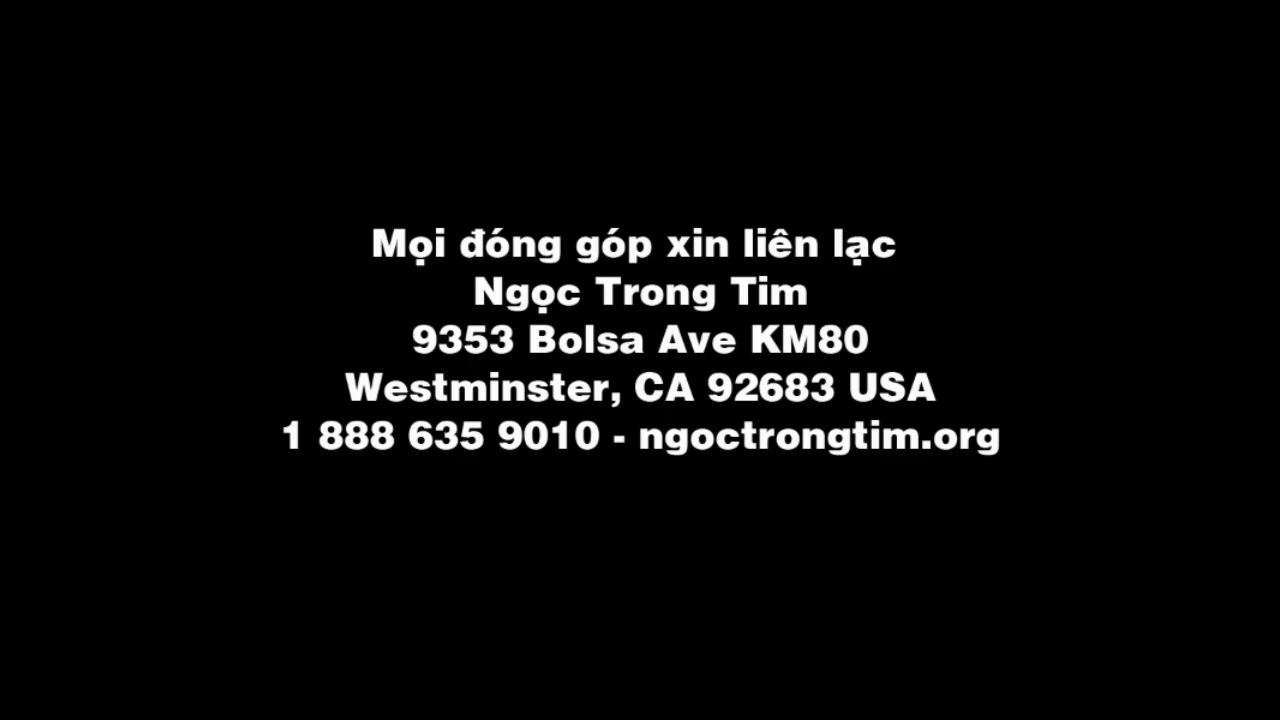 Mọi đóng góp xin liên lạc
Ngọc Trong Tim
9353 Bolsa Ave KM80
Westminster, CA 92683 USA
1 888 635 9010 - ngoctrongtim.org